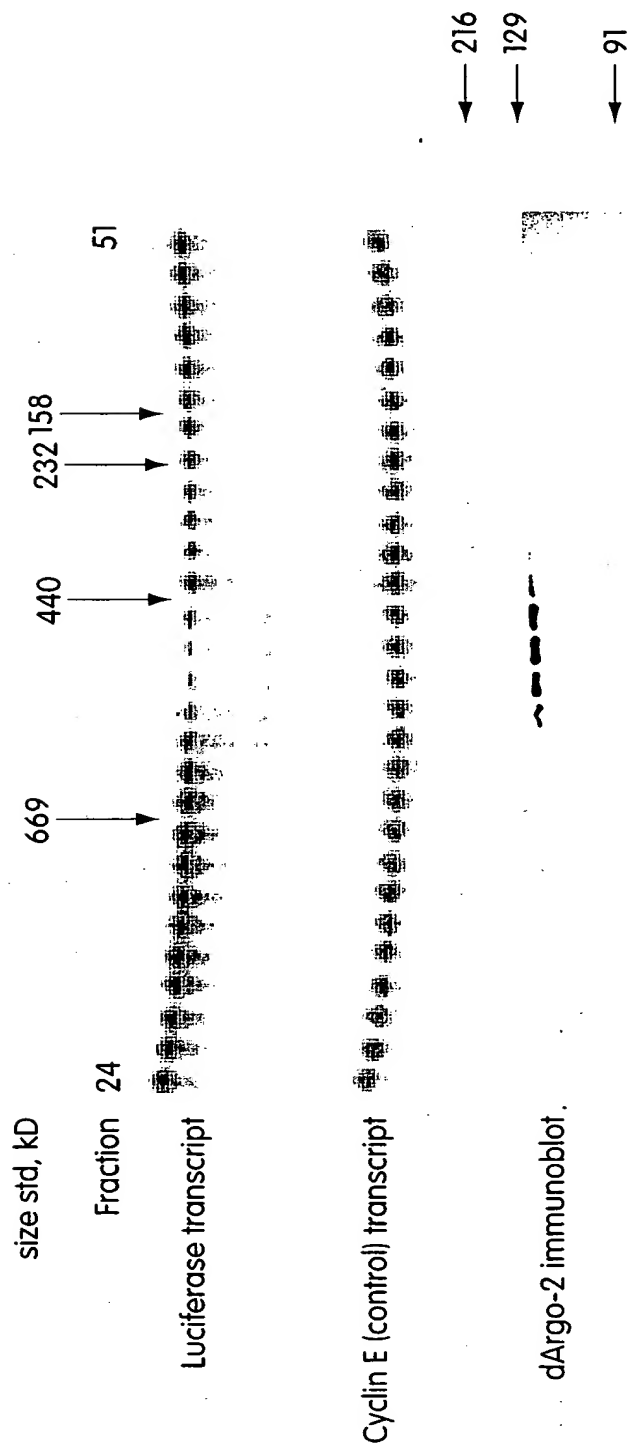 size std, kD
669
440
232
158
Fraction
24
51
Luciferase transcript
Cyclin E (control) transcript
216
129
dArgo-2 immunoblot.
91